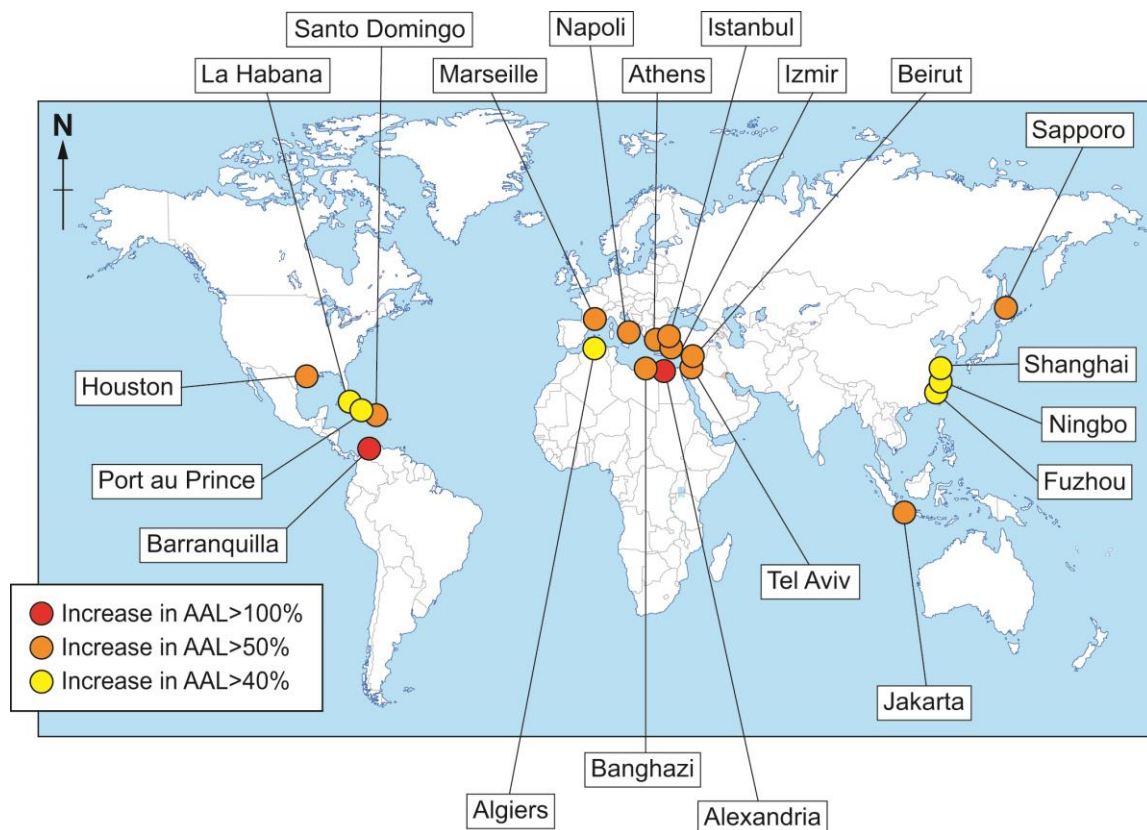 Santo Domingo
Napoli
Istanbul
La Habana
Marseille
Athens
Izmir
Beirut
N
Sapporo
Houston
Shanghai
Ningbo
Port au Prince
Fuzhou
Barranquilla
Tel Aviv
Increase in AAL>100%
Increase in AAL>50%
Increase in AAL>40%
Jakarta
Banghazi
Algiers
Alexandria